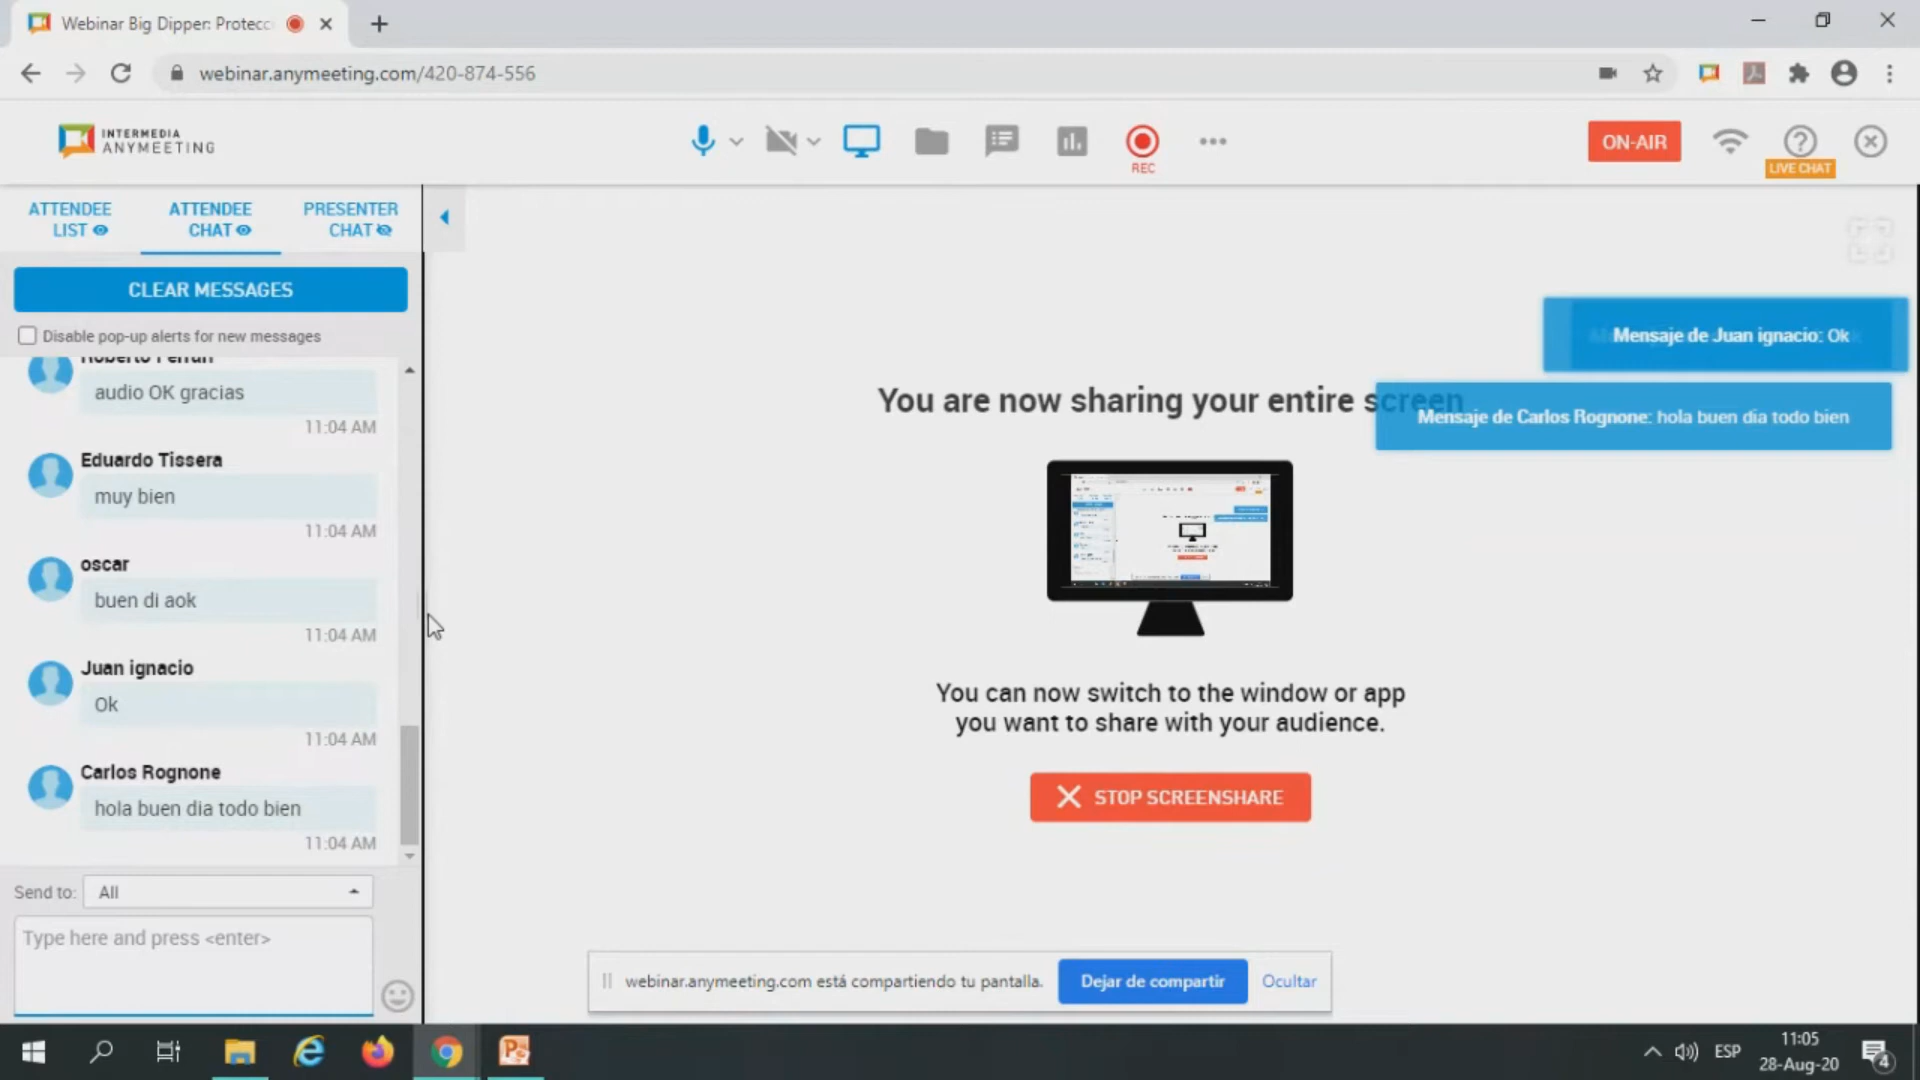 Webinar Big Dipper: Protecc
webinar.anymeeting.com/420-874-556
INTERMEDIA
ANYMEETING
REC
ON-AIR
LIVE CHAT
ATTENDEE
LIST
ATTENDEE
CHAT
PRESENTER
CHAT
CLEAR MESSAGES
Disable pop-up alerts for new messages
audio OK gracias
11:04 AM
Eduardo Tissera
muy bien
11:04 AM
oscar
buen di aok
11:04 AM
Juan ignacio
Ok
11:04 AM
Carlos Rognone
hola buen dia todo bien
11:04 AM
Send to: All
Type here and press <enter>
Mensaje de Juan ignacio: Ok
You are now sharing your entire screen
Mensaje de Carlos Rognone: hola buen dia todo bien
You can now switch to the window or app
you want to share with your audience.
STOP SCREENSHARE
webinar.anymeeting.com está compartiendo tu pantalla.
Dejar de compartir
Ocultar
ESP
11:05
28-Aug-20
4